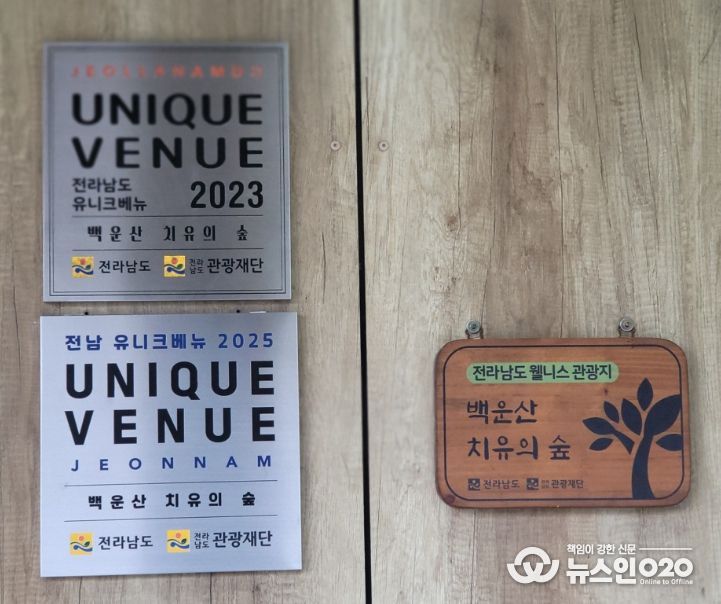 JEOLLANAMUDI
UNIQUE
VENUE
전라남도
유니크베뉴 2023
백운산 치유의 숲
전라남도 전라남도 관광재단
전남 유니크베뉴 2025
UNIQUE
VENUE
JEONNAM
백운산 치유의 숲
전라남도 전라남도 관광재단
전라남도 웰니스 관광지
백운산
치유의 숲
전라남도 관광재단
책임이 강한 신문
뉴스인020
Online to Offline